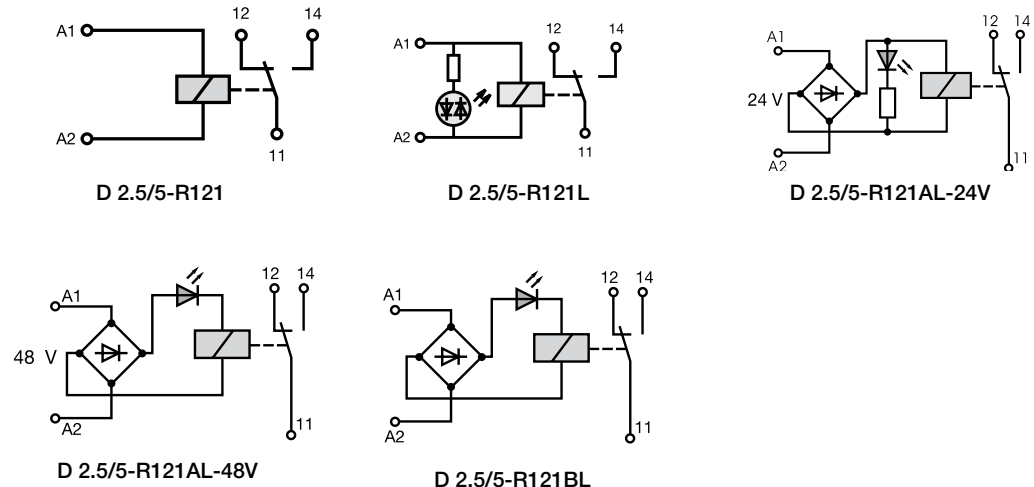 A1
12
14
A2
11
D 2.5/5-R121
A1
12
14
A2
11
D 2.5/5-R121L
A1
12
14
24 V
A2
11
D 2.5/5-R121AL-24V
A1
12
14
48 V
A2
11
D 2.5/5-R121AL-48V
A1
12
14
A2
11
D 2.5/5-R121BL